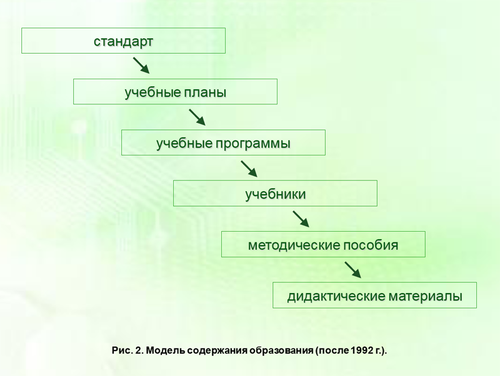 стандарт
учебные планы
учебные программы
учебники
методические пособия
дидактические материалы
Рис. 2. Модель содержания образования (после 1992 г.).